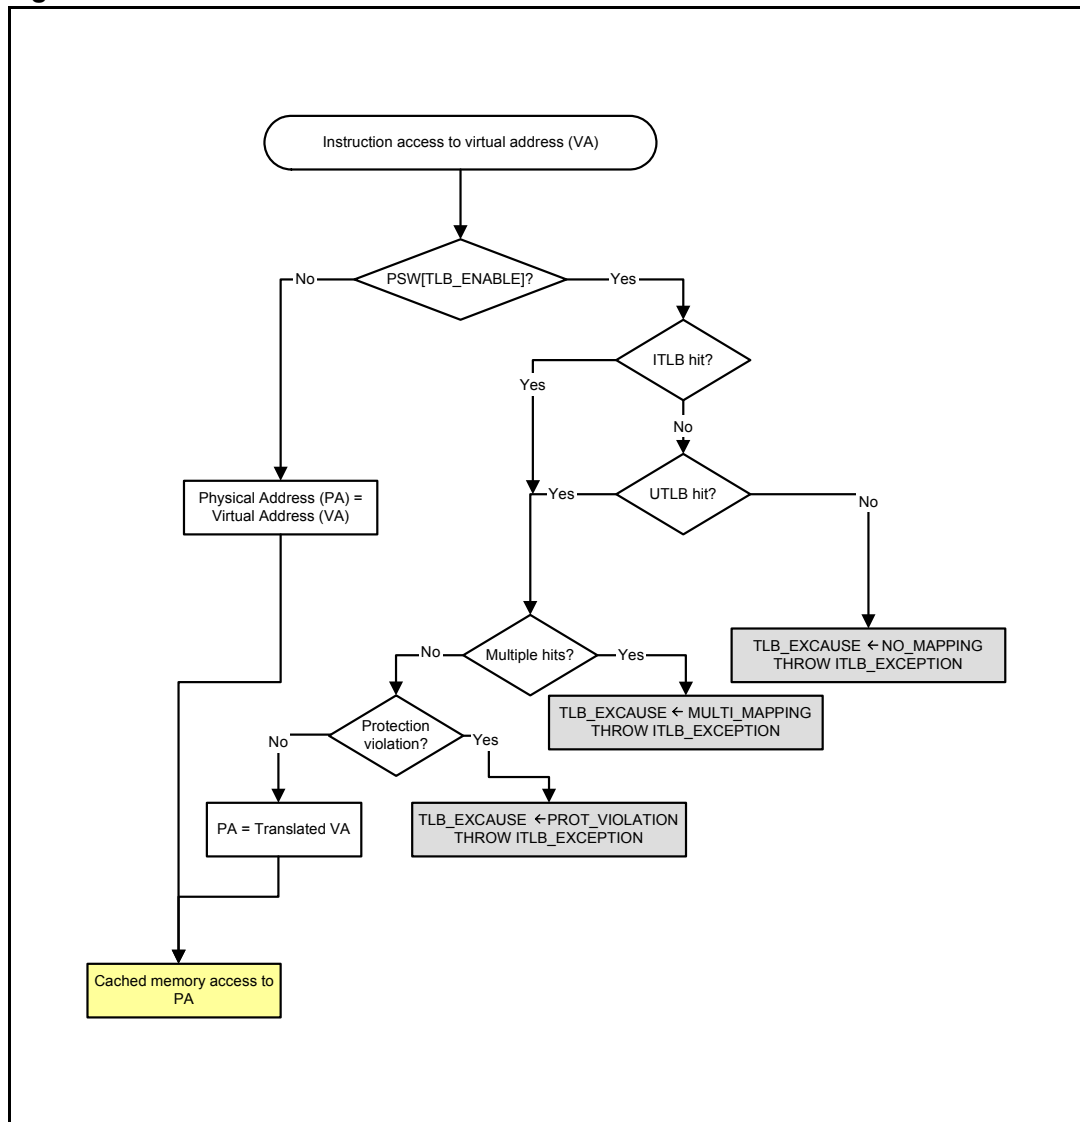 Instruction access to virtual address (VA)
No
PSW[TLB_ENABLE]?
Yes
ITLB hit?
Yes
No
Physical Address (PA) =
Virtual Address (VA)
Yes
UTLB hit?
No
TLB_EXCAUSE ←NO_MAPPING
THROW ITLB_EXCEPTION
No
Multiple hits?
Yes
TLB_EXCAUSE ← MULTI_MAPPING
THROW ITLB_EXCEPTION
Protection
violation?
No
Yes
PA = Translated VA
TLB_EXCAUSE ←PROT_VIOLATION
THROW ITLB_EXCEPTION
Cached memory access to
PA